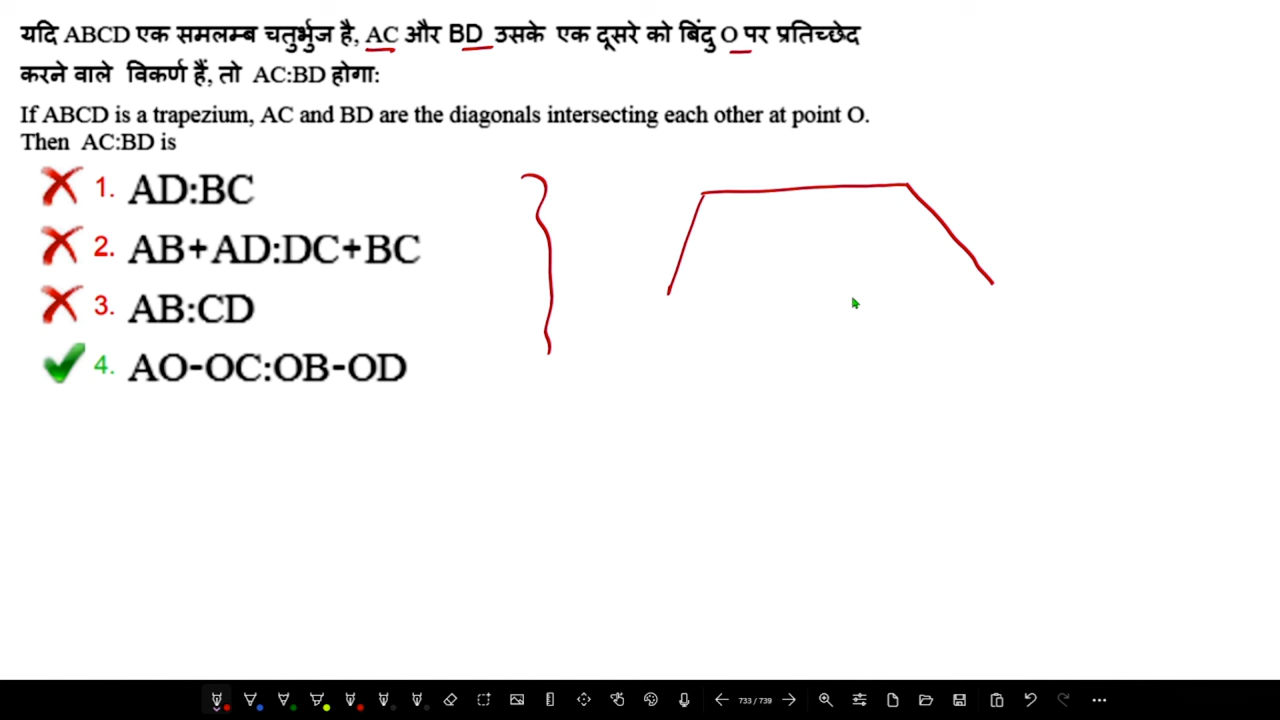 यदि ABCD एक समलम्ब चतुर्भुज है, AC और BD उसके एक दूसरे को बिंदु O पर प्रतिच्छेद
करने वाले विकर्ण हैं, तो AC:BD होगा:
If ABCD is a trapezium, AC and BD are the diagonals intersecting each other at point O.
Then AC:BD is
1. AD:BC
2. AB+AD:DC+BC
3. AB:CD
4. AO-OC:OB-OD
733 / 739